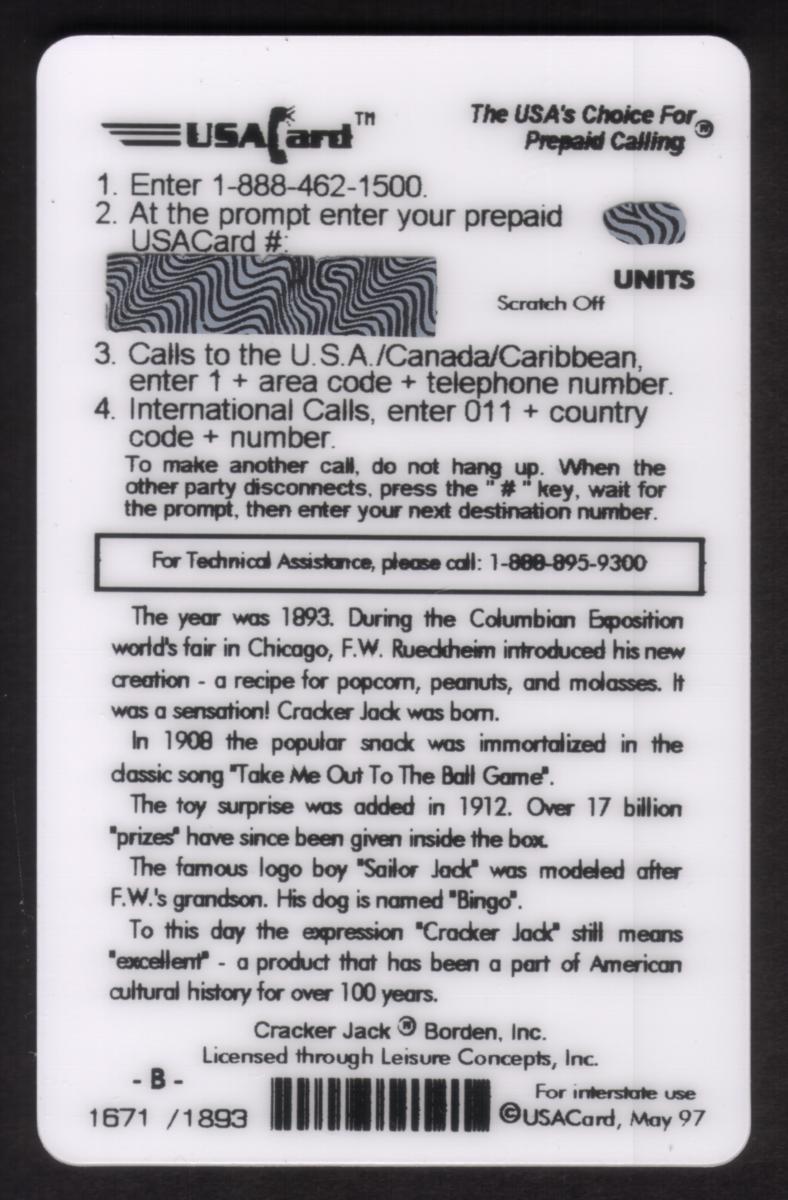 USACard™
The USA's Choice For
Prepaid Calling®
1. Enter 1-888-462-1500.
2. At the prompt enter your prepaid
USACard #:
UNITS
Scratch Off
3. Calls to the U.S.A./Canada/Caribbean,
enter 1 + area code + telephone number.
4. International Calls, enter 011 + country
code + number.
To make another call, do not hang up. When the
other party disconnects, press the "#" key, wait for
the prompt, then enter your next destination number.
For Technical Assistance, please call: 1-888-895-9300
The year was 1893. During the Columbian Exposition
world's fair in Chicago, F.W. Rueckheim introduced his new
creation - a recipe for popcorn, peanuts, and molasses. It
was a sensation! Cracker Jack was born.
In 1908 the popular snack was immortalized in the
classic song "Take Me Out To The Ball Game".
The toy surprise was added in 1912. Over 17 billion
"prizes" have since been given inside the box.
The famous logo boy "Sailor Jack" was modeled after
F.W.'s grandson. His dog is named "Bingo".
To this day the expression "Cracker Jack" still means
"excellent" - a product that has been a part of American
cultural history for over 100 years.
Cracker Jack ® Borden, Inc.
Licensed through Leisure Concepts, Inc.
- B -
1671 /1893
For interstate use
©USACard, May 97